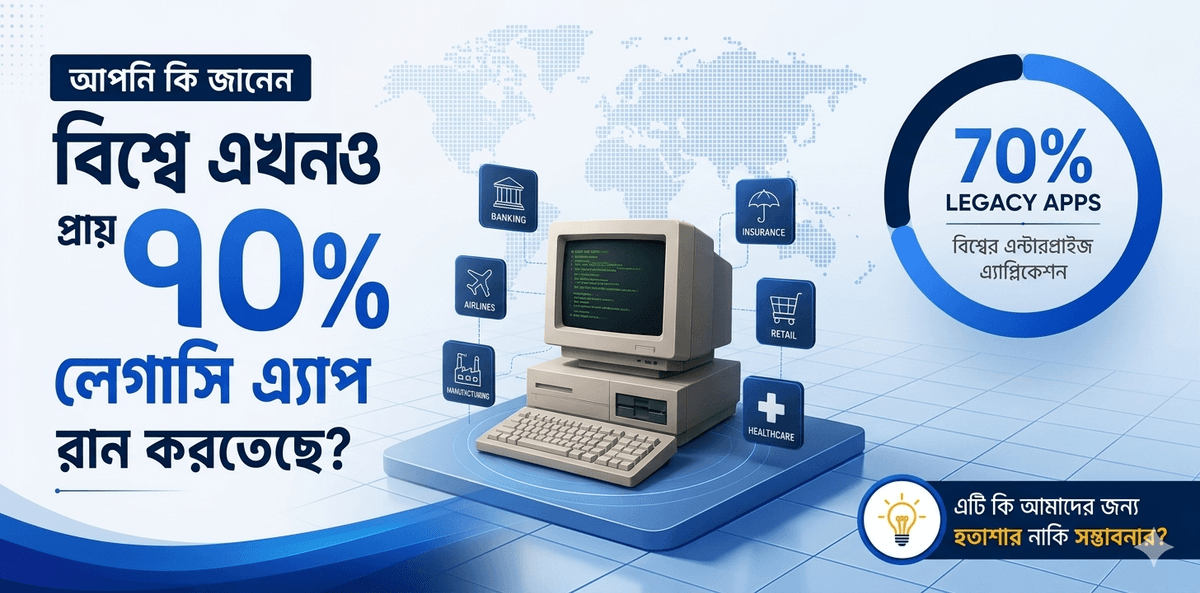 আপনি কি জানেন
বিশ্বে এখনও
প্রায় ৭0%
লেগাসি এ্যাপ
রান করতেছে?
BANKING
AIRLINES
MANUFACTURING
INSURANCE
RETAIL
HEALTHCARE
70%
LEGACY APPS
বিশ্বের এন্টারপ্রাইজ
এ্যাপ্লিকেশন
এটি কি আমাদের জন্য
হতাশার নাকি সম্ভাবনার?